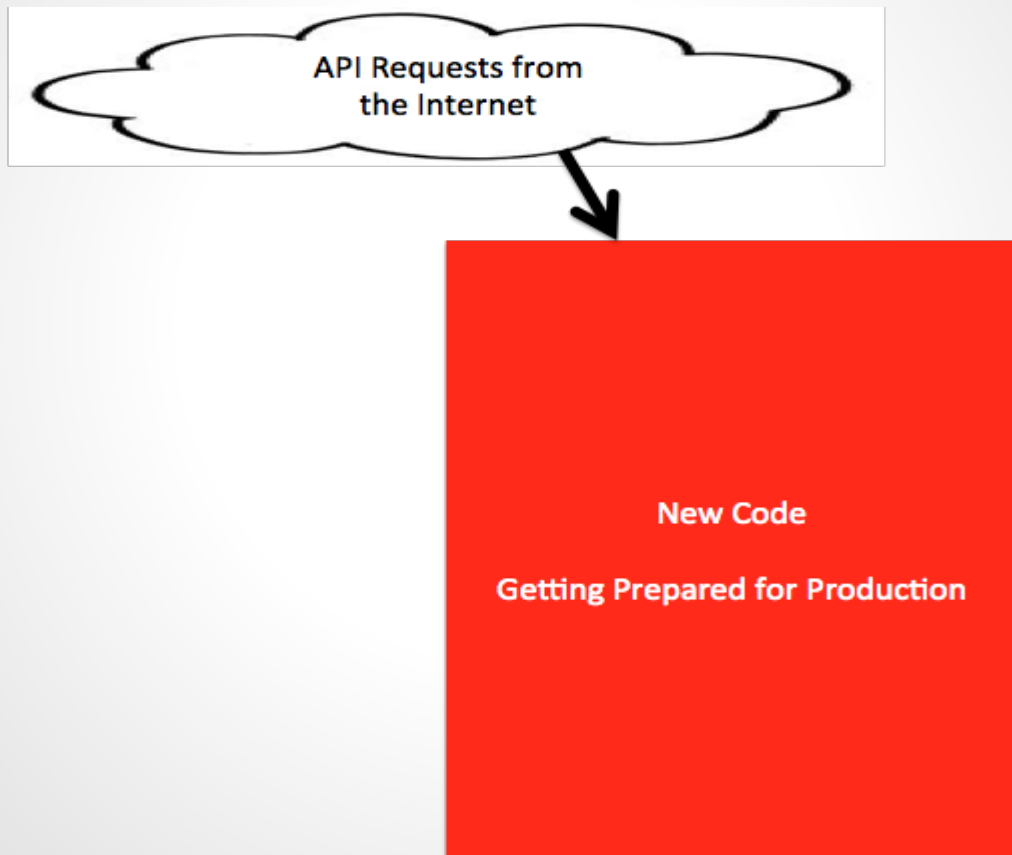 API Requests from
the Internet
New Code
Getting Prepared for Production